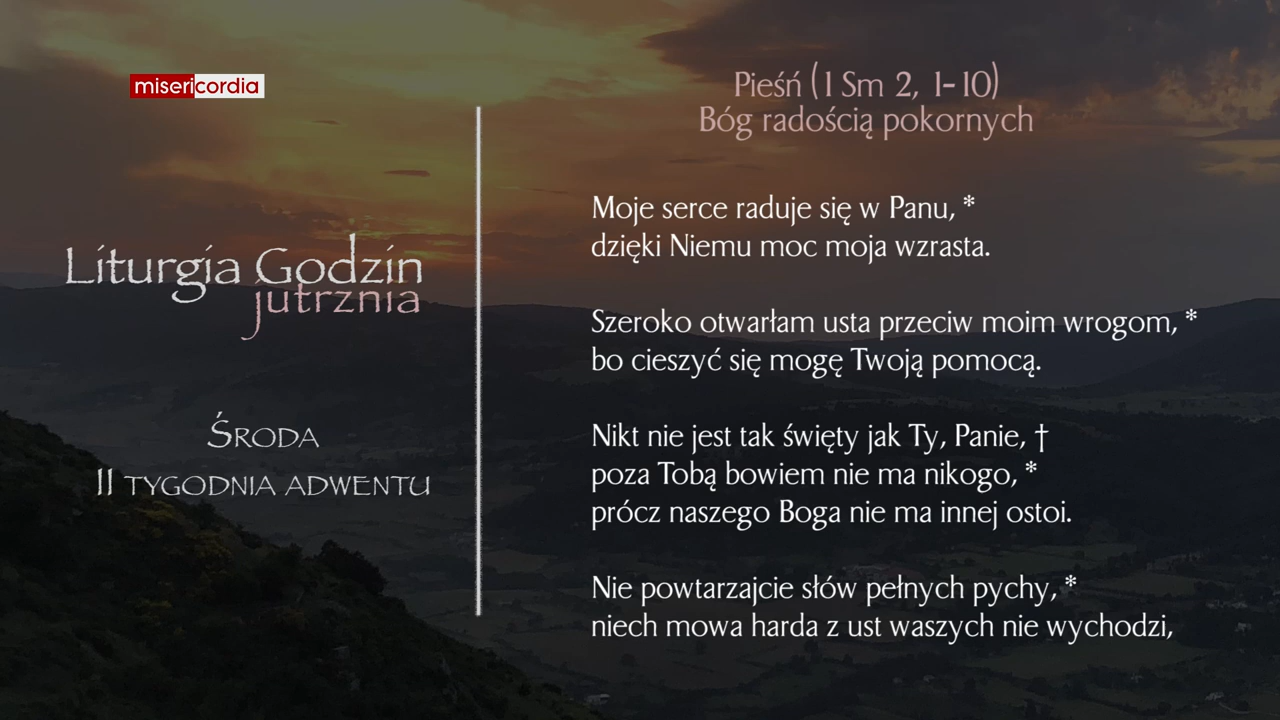 misericordia
Liturgia Godzin
jutrznia
Środa
II tygodnia adwentu
Pieśń (1 Sm 2, 1-10)
Bóg radością pokornych
Moje serce raduje się w Panu, *
dzięki Niemu moc moja wzrasta.
Szeroko otwarłam usta przeciw moim wrogom, *
bo cieszyć się mogę Twoją pomocą.
Nikt nie jest tak święty jak Ty, Panie, †
poza Tobą bowiem nie ma nikogo, *
prócz naszego Boga nie ma innej ostoi.
Nie powtarzajcie słów pełnych pychy, *
niech mowa harda z ust waszych nie wychodzi,